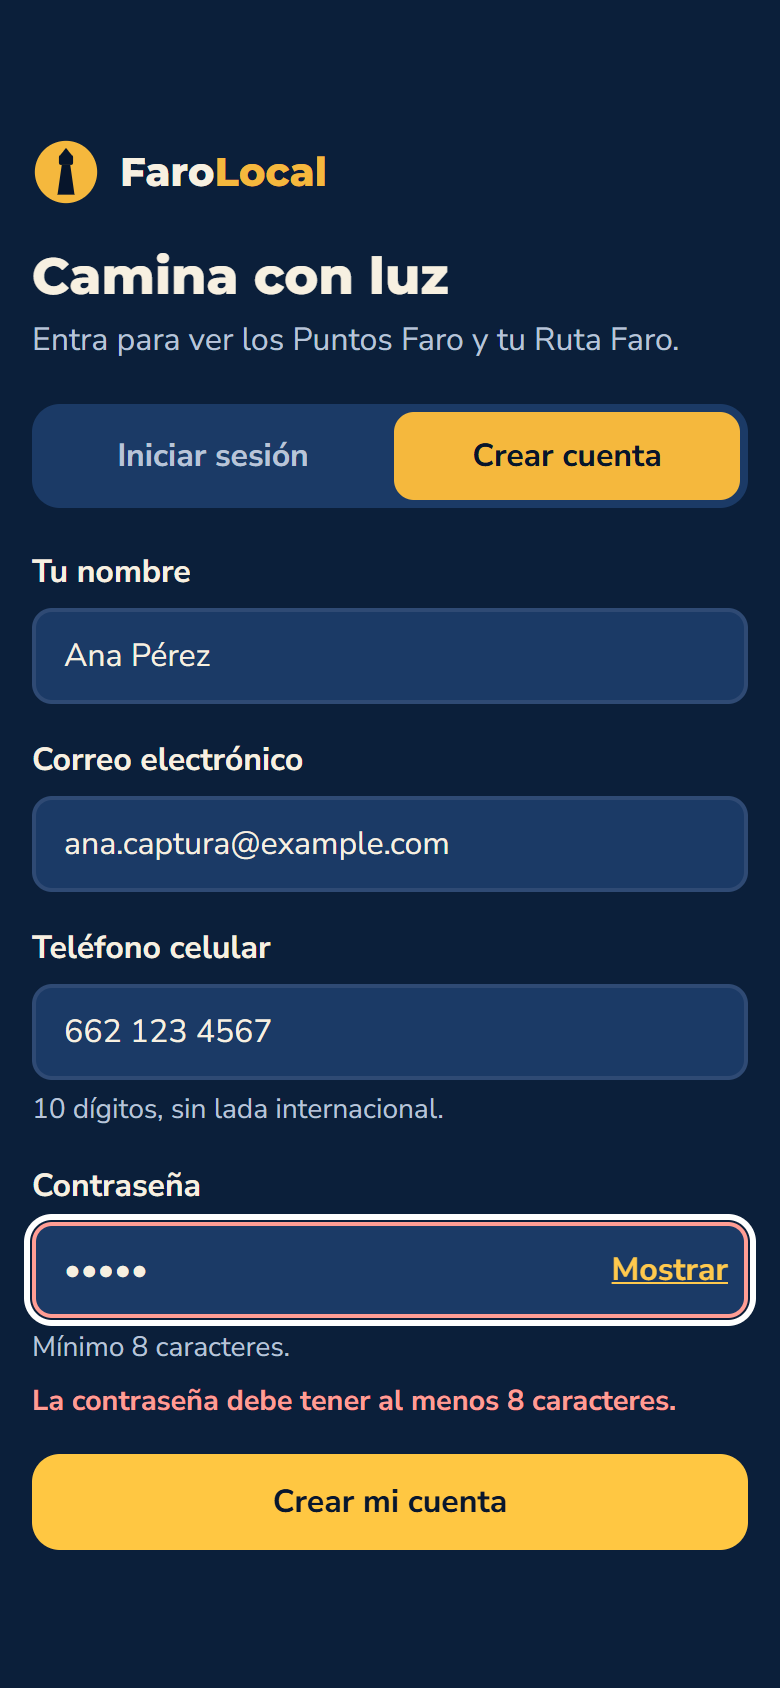 FaroLocal
Camina con luz
Entra para ver los Puntos Faro y tu Ruta Faro.
Iniciar sesión
Crear cuenta
Tu nombre
Ana Pérez
Correo electrónico
ana.captura@example.com
Teléfono celular
662 123 4567
10 dígitos, sin lada internacional.
Contraseña
•••••
Mostrar
Mínimo 8 caracteres.
La contraseña debe tener al menos 8 caracteres.
Crear mi cuenta